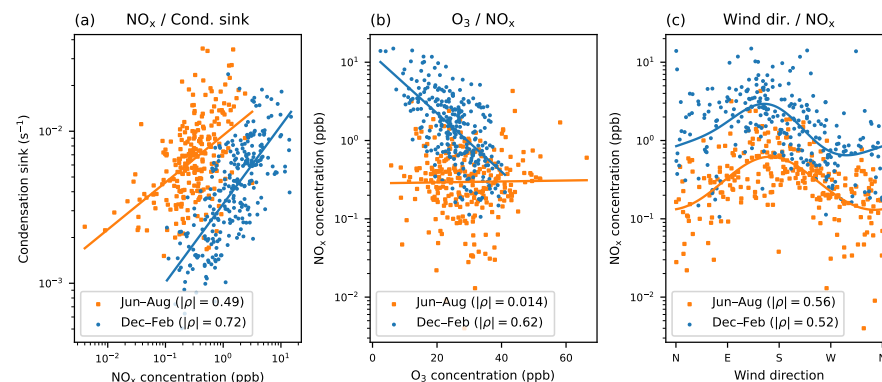 (a) NOx / Cond. sink
Condensation sink (s⁻¹)
10⁻²
10⁻³
Jun–Aug (|ρ| = 0.49)
Dec–Feb (|ρ| = 0.72)
10⁻² 10⁻¹ 10⁰ 10¹
NOx concentration (ppb)
(b) O₃ / NOx
NOx concentration (ppb)
10¹
10⁰
10⁻¹
10⁻²
Jun–Aug (|ρ| = 0.014)
Dec–Feb (|ρ| = 0.62)
0 20 40 60
O₃ concentration (ppb)
(c) Wind dir. / NOx
NOx concentration (ppb)
10¹
10⁰
10⁻¹
10⁻²
Jun–Aug (|ρ| = 0.56)
Dec–Feb (|ρ| = 0.52)
N E S W N
Wind direction